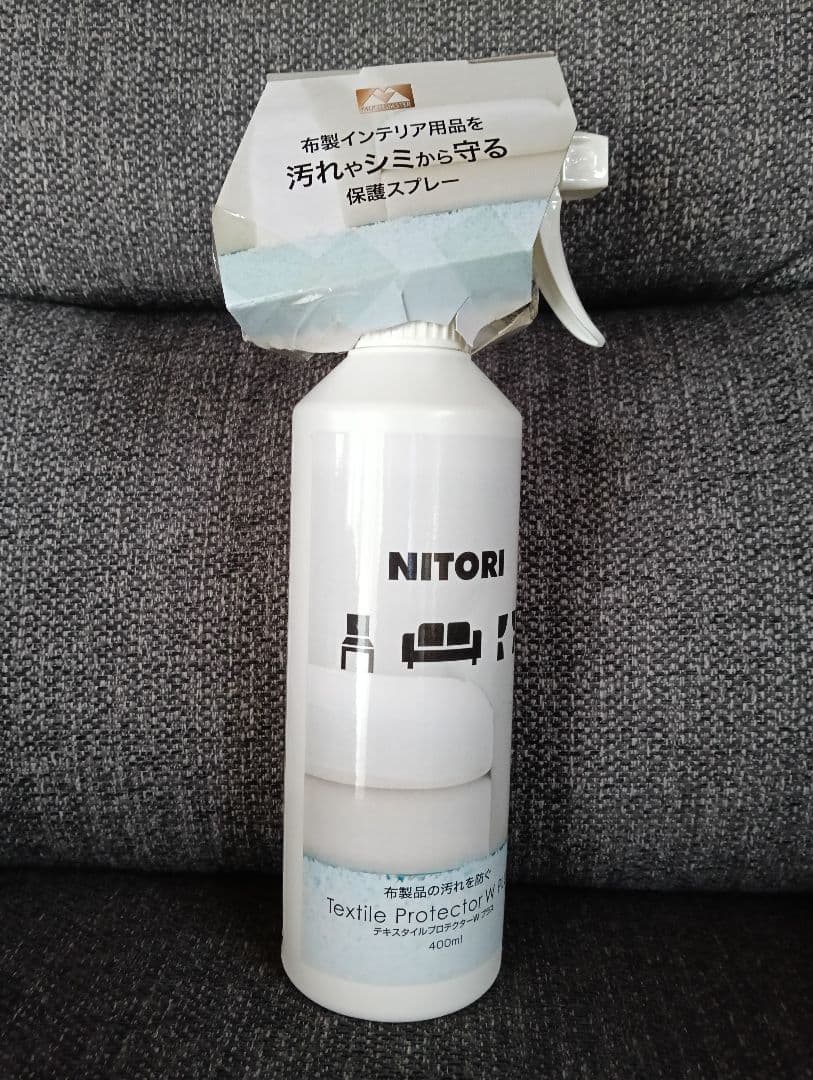 布製インテリア用品を
汚れやシミから守る
保護スプレー
NITORI
布製品の汚れを防ぐ
Textile Protector W
テキスタイルプロテクターW プラス
400ml